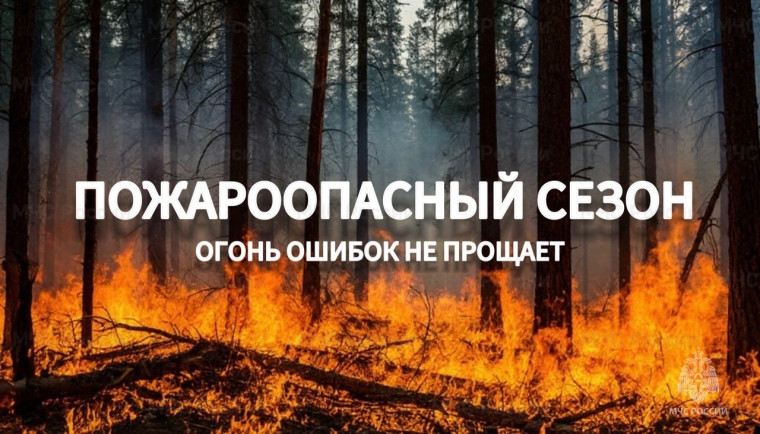 ПОЖАРООПАСНЫЙ СЕЗОН
ОГОНЬ ОШИБОК НЕ ПРОЩАЕТ
МЧС РОССИИ